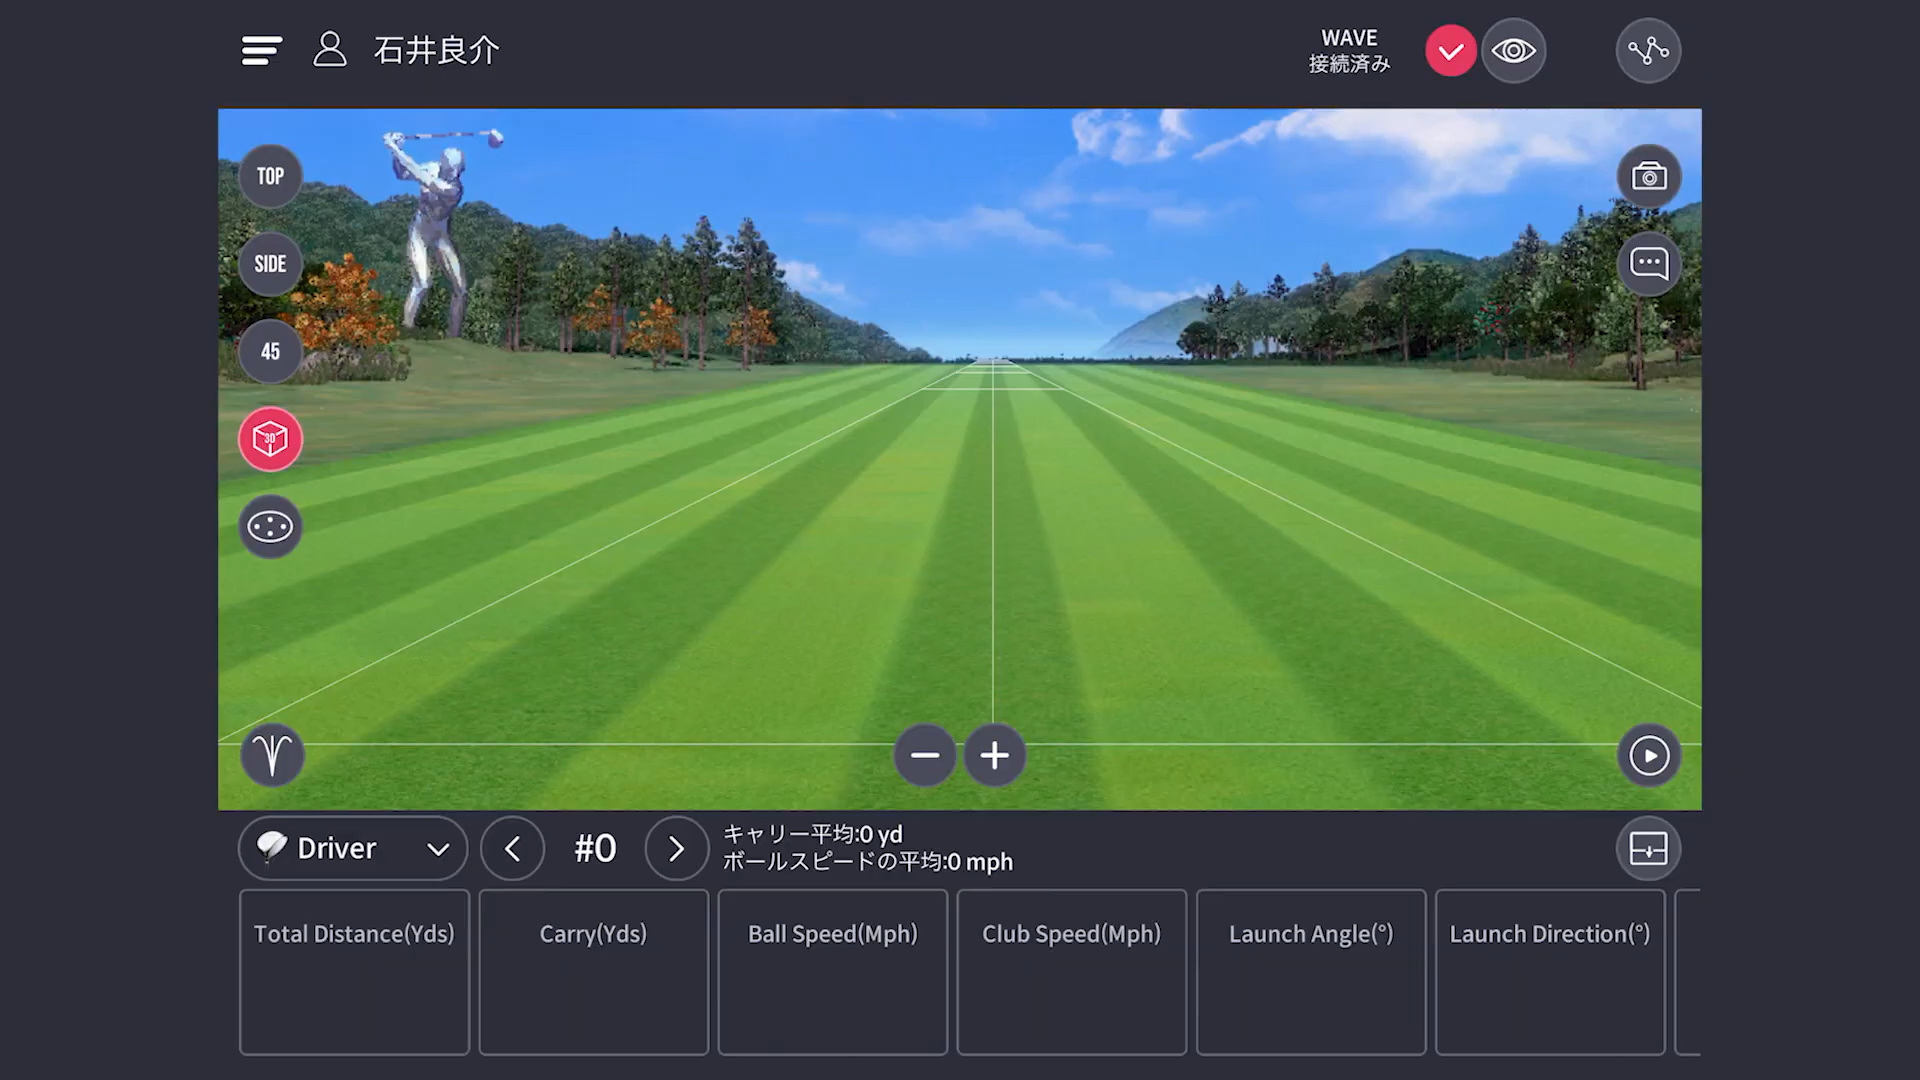 石井良介
WAVE
接続済み
TOP
SIDE
45
3D
Driver
#0
キャリー平均:0 yd
ボールスピードの平均:0 mph
Total Distance(Yds)
Carry(Yds)
Ball Speed(Mph)
Club Speed(Mph)
Launch Angle(°)
Launch Direction(°)